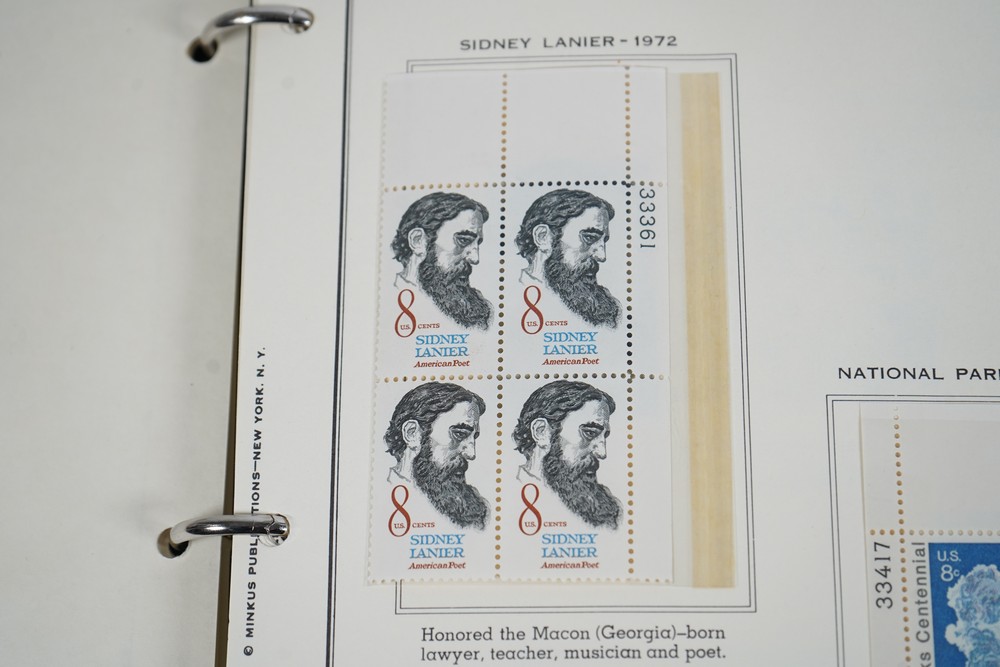 SIDNEY LANIER – 1972
33361
8
U.S. CENTS
SIDNEY
LANIER
American Poet
8
U.S. CENTS
SIDNEY
LANIER
American Poet
8
U.S. CENTS
SIDNEY
LANIER
American Poet
8
U.S. CENTS
SIDNEY
LANIER
American Poet
Honored the Macon (Georgia)–born
lawyer, teacher, musician and poet.
© MINKUS PUBLICATIONS—NEW YORK. N. Y.
NATIONAL
33417
Centennial
U.S.
8c